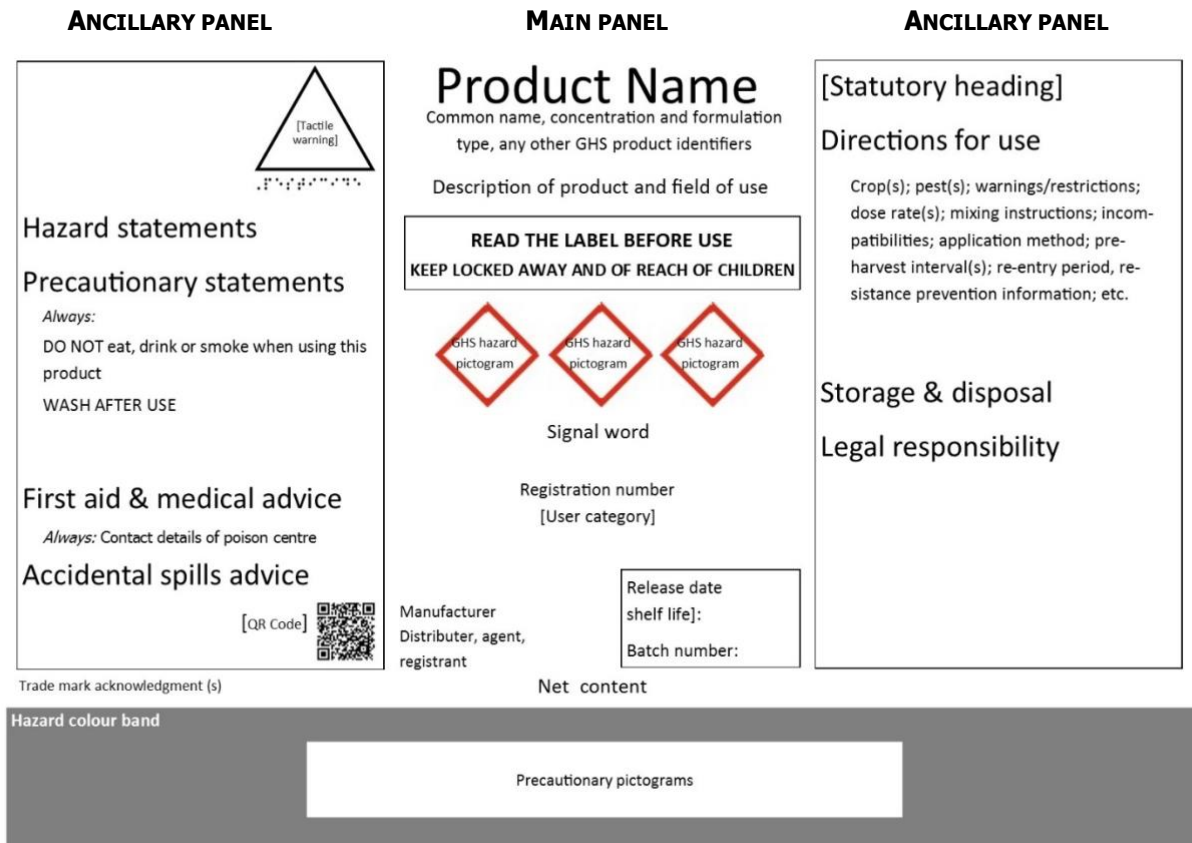 ANCILLARY PANEL
[Tactile
warning]
Hazard statements
Precautionary statements
Always:
DO NOT eat, drink or smoke when using this
product
WASH AFTER USE
First aid & medical advice
Always: Contact details of poison centre
Accidental spills advice
[QR Code]
Trade mark acknowledgment (s)
MAIN PANEL
Product Name
Common name, concentration and formulation
type, any other GHS product identifiers
Description of product and field of use
READ THE LABEL BEFORE USE
KEEP LOCKED AWAY AND OF REACH OF CHILDREN
GHS hazard
pictogram
GHS hazard
pictogram
GHS hazard
pictogram
Signal word
Registration number
[User category]
Manufacturer
Distributer, agent,
registrant
Release date
shelf life]:
Batch number:
Net content
ANCILLARY PANEL
[Statutory heading]
Directions for use
Crop(s); pest(s); warnings/restrictions;
dose rate(s); mixing instructions; incom-
patibilities; application method; pre-
harvest interval(s); re-entry period, re-
sistance prevention information; etc.
Storage & disposal
Legal responsibility
Hazard colour band
Precautionary pictograms